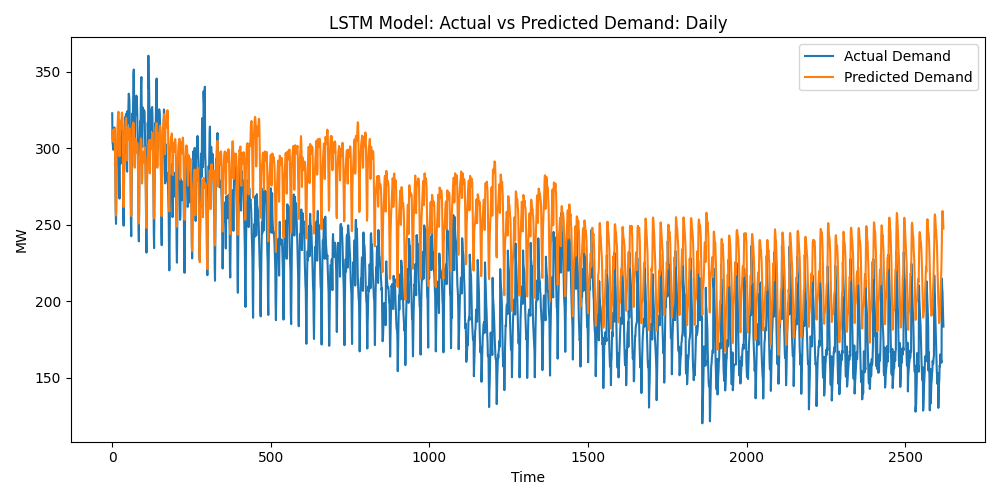 LSTM Model: Actual vs Predicted Demand: Daily
Actual Demand
Predicted Demand
MW
350
300
250
200
150
0 500 1000 1500 2000 2500
Time